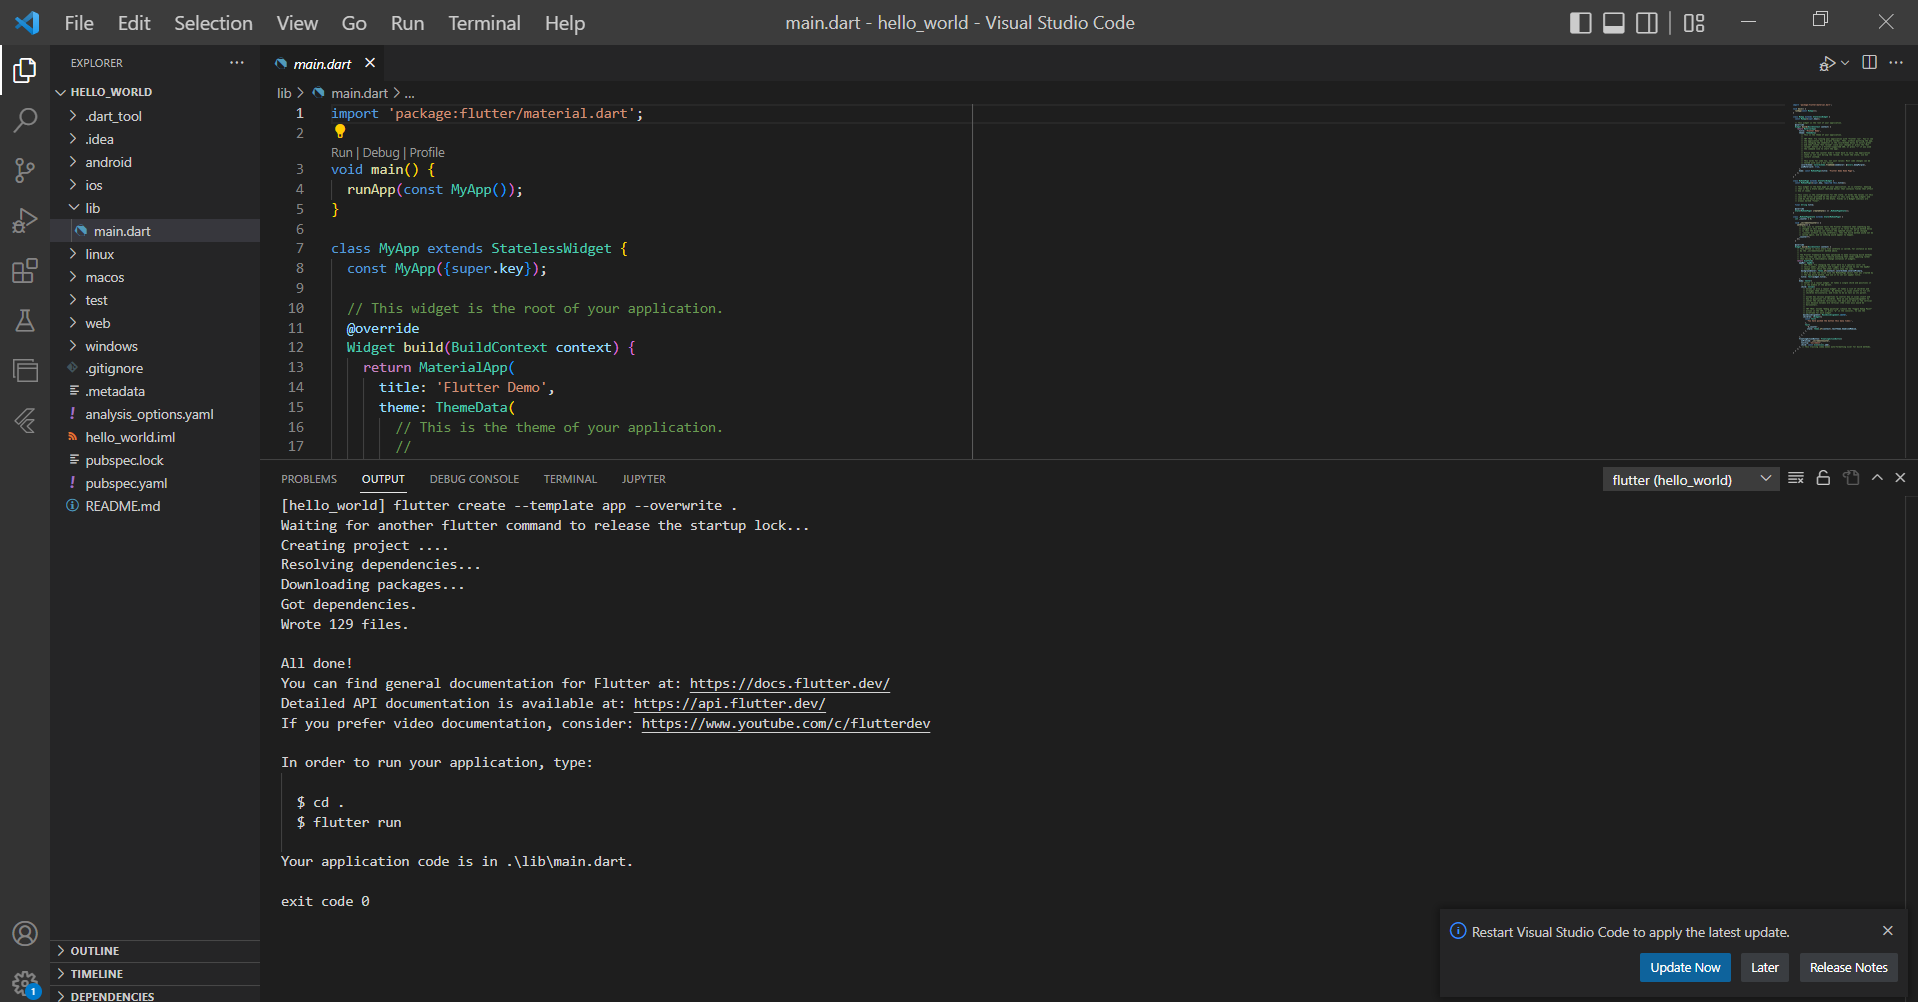 File Edit Selection View Go Run Terminal Help
main.dart - hello_world - Visual Studio Code
EXPLORER
HELLO_WORLD
.dart_tool
.idea
android
ios
lib
main.dart
linux
macos
test
web
windows
.gitignore
.metadata
analysis_options.yaml
hello_world.iml
pubspec.lock
pubspec.yaml
README.md
OUTLINE
TIMELINE
DEPENDENCIES
1
main.dart
lib > main.dart > ...
1 import 'package:flutter/material.dart';
2
Run | Debug | Profile
3 void main() {
4 runApp(const MyApp());
5 }
6
7 class MyApp extends StatelessWidget {
8 const MyApp({super.key});
9
10 // This widget is the root of your application.
11 @override
12 Widget build(BuildContext context) {
13 return MaterialApp(
14 title: 'Flutter Demo',
15 theme: ThemeData(
16 // This is the theme of your application.
17 //
PROBLEMS OUTPUT DEBUG CONSOLE TERMINAL JUPYTER
flutter (hello_world)
[hello_world] flutter create --template app --overwrite .
Waiting for another flutter command to release the startup lock...
Creating project ....
Resolving dependencies...
Downloading packages...
Got dependencies.
Wrote 129 files.
All done!
You can find general documentation for Flutter at: https://docs.flutter.dev/
Detailed API documentation is available at: https://api.flutter.dev/
If you prefer video documentation, consider: https://www.youtube.com/c/flutterdev
In order to run your application, type:
$ cd .
$ flutter run
Your application code is in .\lib\main.dart.
exit code 0
Restart Visual Studio Code to apply the latest update.
Update Now Later Release Notes